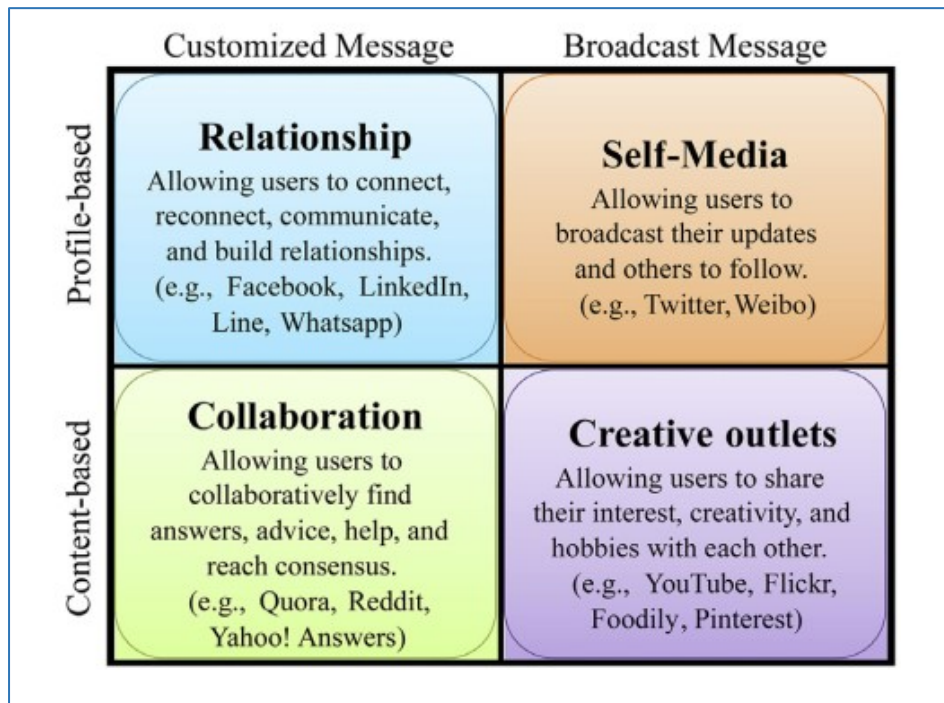 Customized Message
Broadcast Message
Profile-based
Relationship
Allowing users to connect,
reconnect, communicate,
and build relationships.
(e.g., Facebook, LinkedIn,
Line, Whatsapp)
Self-Media
Allowing users to
broadcast their updates
and others to follow.
(e.g., Twitter, Weibo)
Content-based
Collaboration
Allowing users to
collaboratively find
answers, advice, help, and
reach consensus.
(e.g., Quora, Reddit,
Yahoo! Answers)
Creative outlets
Allowing users to share
their interest, creativity, and
hobbies with each other.
(e.g., YouTube, Flickr,
Foodily, Pinterest)